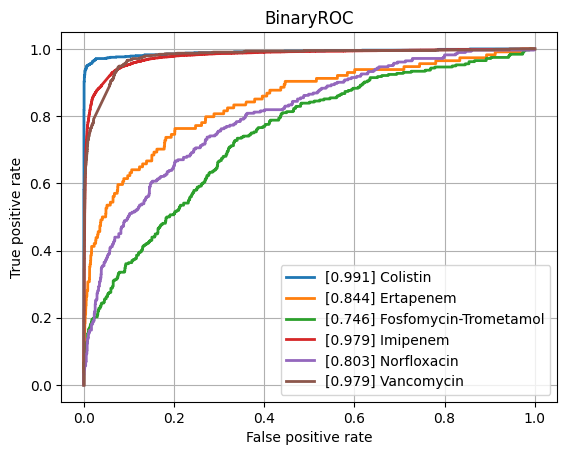 BinaryROC
True positive rate
1.0
0.8
0.6
0.4
0.2
0.0
[0.991] Colistin
[0.844] Ertapenem
[0.746] Fosfomycin-Trometamol
[0.979] Imipenem
[0.803] Norfloxacin
[0.979] Vancomycin
0.0 0.2 0.4 0.6 0.8 1.0
False positive rate